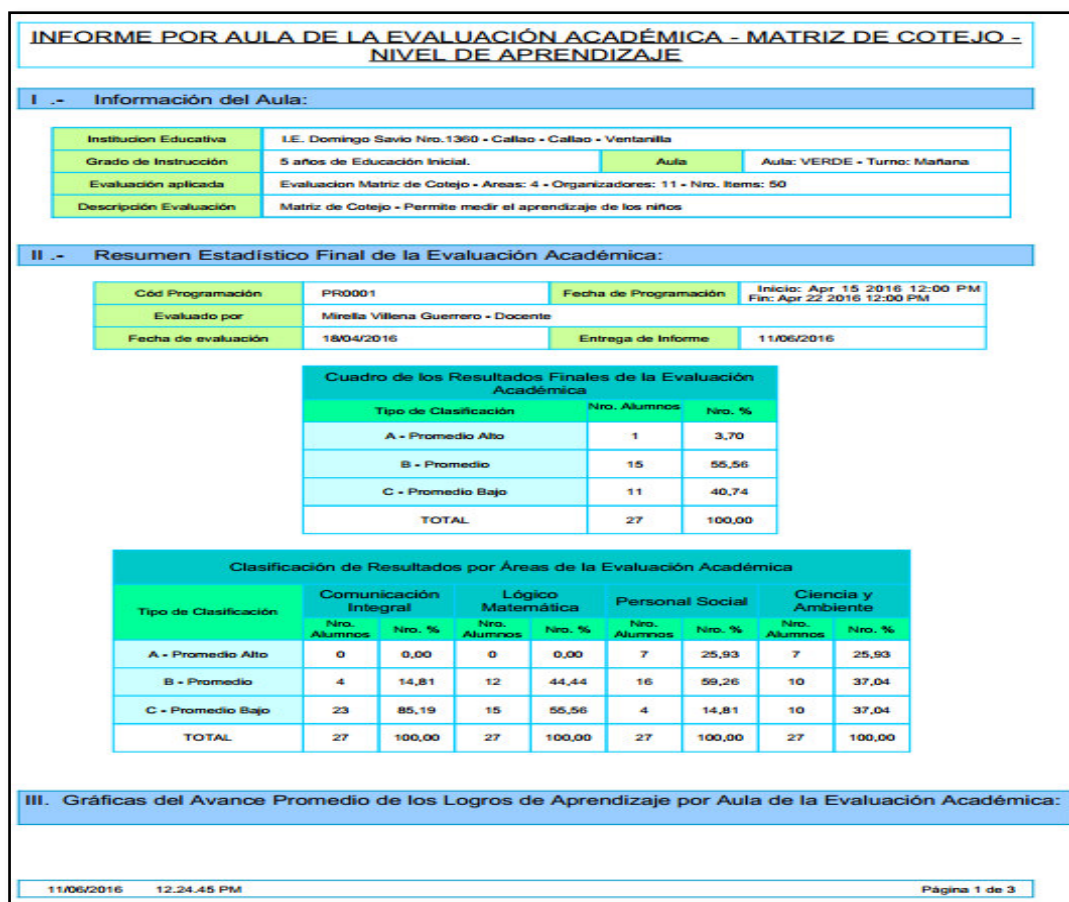 INFORME POR AULA DE LA EVALUACIÓN ACADÉMICA - MATRIZ DE COTEJO -
NIVEL DE APRENDIZAJE
I .- Información del Aula:
Institucion Educativa I.E. Domingo Savio Nro.1360 - Callao - Callao - Ventanilla
Grado de Instrucción 5 años de Educación Inicial. Aula Aula: VERDE - Turno: Mañana
Evaluación aplicada Evaluacion Matriz de Cotejo - Areas: 4 - Organizadores: 11 - Nro. Items: 50
Descripción Evaluación Matriz de Cotejo - Permite medir el aprendizaje de los niños
II .- Resumen Estadístico Final de la Evaluación Académica:
Cód Programación PR0001 Fecha de Programación Inicio: Apr 15 2016 12:00 PM
Fin: Apr 22 2016 12:00 PM
Evaluado por Mirella Villena Guerrero - Docente
Fecha de evaluación 18/04/2016 Entrega de Informe 11/06/2016
Cuadro de los Resultados Finales de la Evaluación
Académica
Tipo de Clasificación Nro. Alumnos Nro. %
A - Promedio Alto 1 3,70
B - Promedio 15 55,56
C - Promedio Bajo 11 40,74
TOTAL 27 100,00
Clasificación de Resultados por Áreas de la Evaluación Académica
Tipo de Clasificación Comunicación Integral Lógico Matemática Personal Social Ciencia y Ambiente
Nro. Alumnos Nro. % Nro. Alumnos Nro. % Nro. Alumnos Nro. % Nro. Alumnos Nro. %
A - Promedio Alto 0 0,00 0 0,00 7 25,93 7 25,93
B - Promedio 4 14,81 12 44,44 16 59,26 10 37,04
C - Promedio Bajo 23 85,19 15 55,56 4 14,81 10 37,04
TOTAL 27 100,00 27 100,00 27 100,00 27 100,00
III. Gráficas del Avance Promedio de los Logros de Aprendizaje por Aula de la Evaluación Académica:
11/06/2016 12.24.45 PM Página 1 de 3